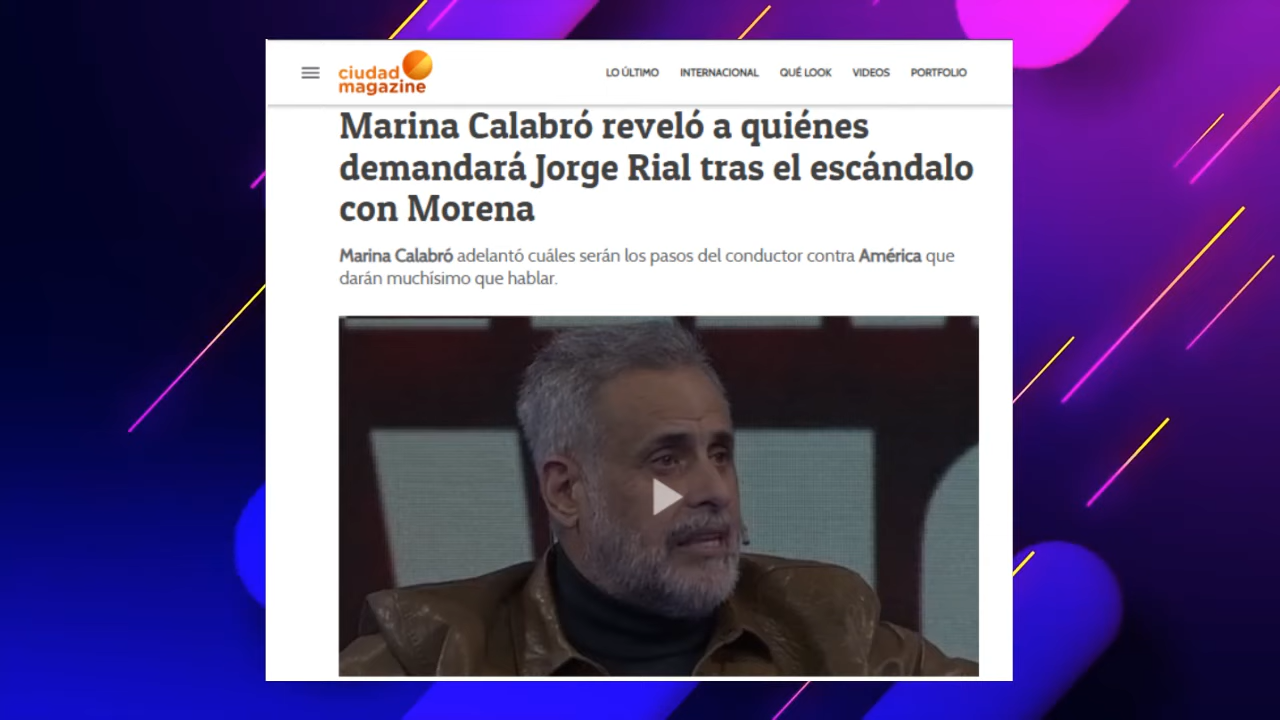 ciudad
magazine
LO ÚLTIMO INTERNACIONAL QUÉ LOOK VIDEOS PORTFOLIO
Marina Calabró reveló a quiénes
demandará Jorge Rial tras el escándalo
con Morena
Marina Calabró adelantó cuáles serán los pasos del conductor contra América que
darán muchísimo que hablar.